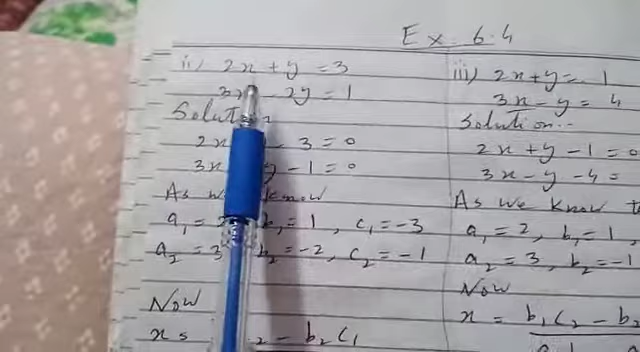 Ex. 6.4
ii) 2x + y = 3
3x - 2y = 1
Solution
2x - 3 = 0
3x y - 1 = 0
As we know
a₁ = b₁ = 1 , c₁ = -3
a₂ = 3 b₂ = -2, c₂ = -1
Now
x = ₂ - b₂c₁
iii) 2x + y = 1
3x - y = 4
Solution..
2x + y - 1 = 0
3x - y - 4 =
As we know
a₁ = 2, b₁ = 1,
a₂ = 3, b₂ = -1
Now
x = b₁c₂ - b₂